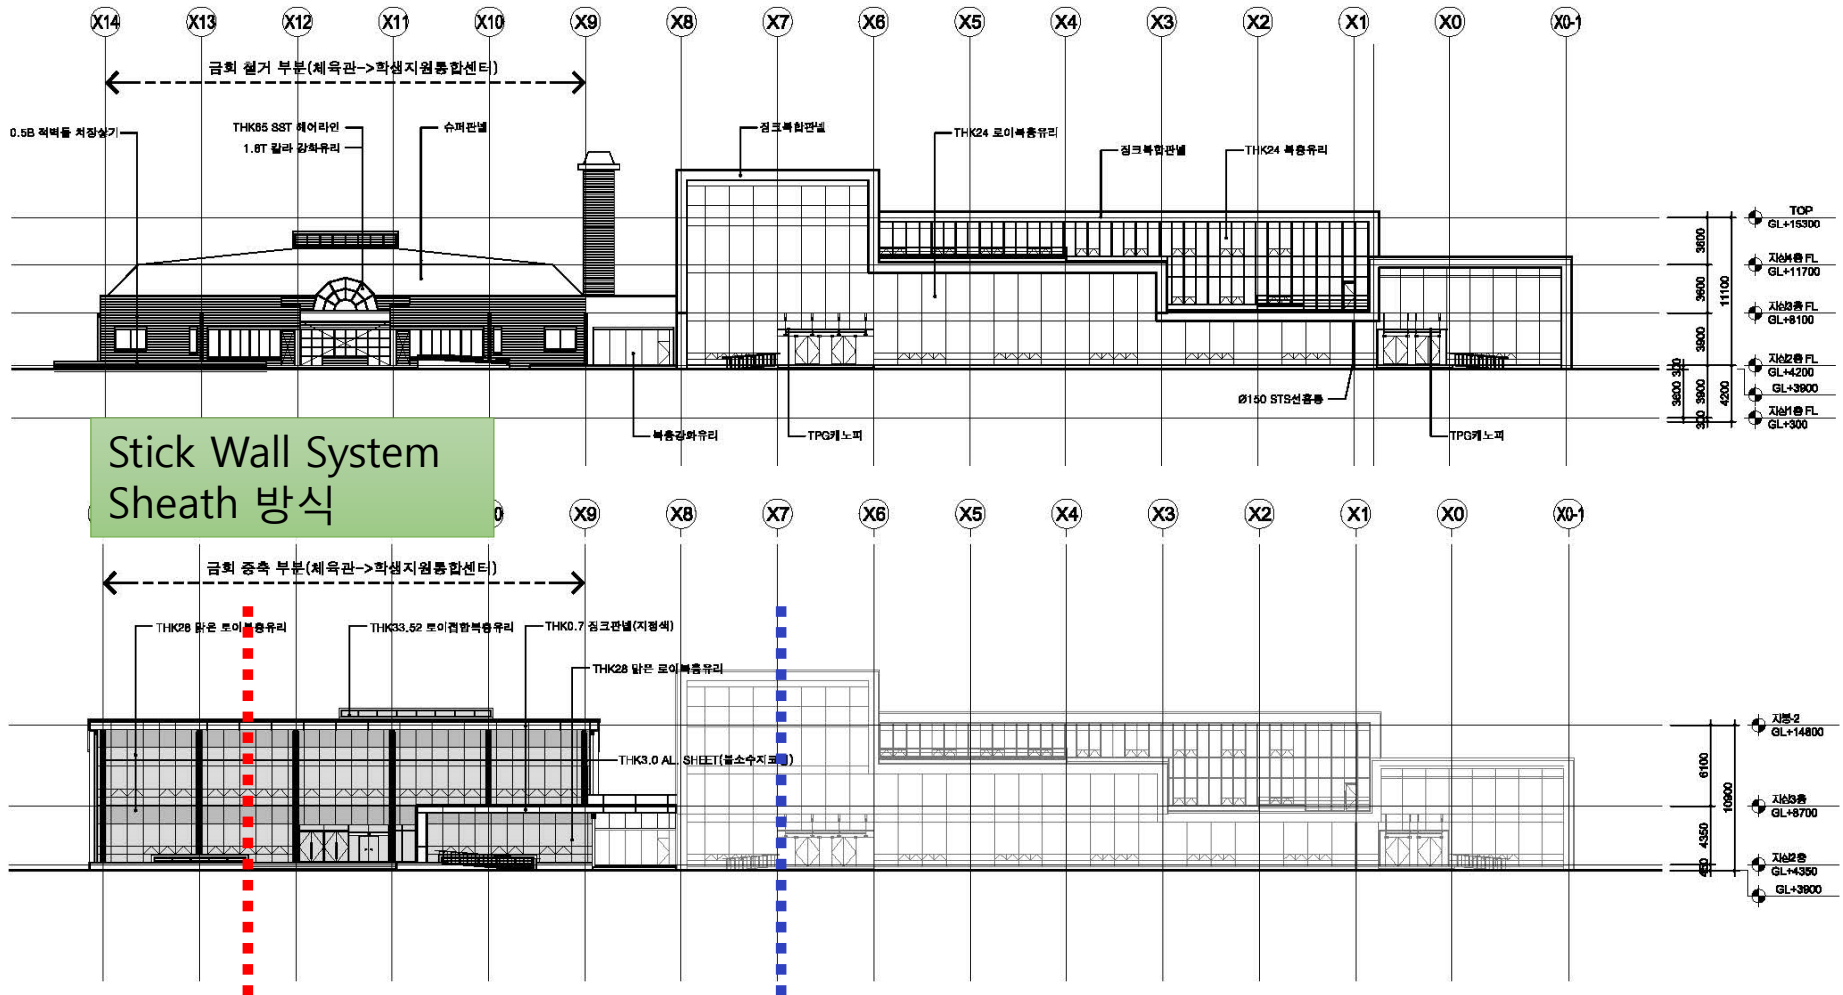 X14 X13 X12 X11 X10 X9 X8 X7 X6 X5 X4 X3 X2 X1 X0 X0-1
금회 철거 부분(체육관->학생지원통합센터)
0.5B 적벽돌 치장쌓기
THK65 SST 헤어라인
1.6T 칼라 강화유리
슈퍼판넬
징크복합판넬
THK24 로이복층유리
징크복합판넬
THK24 복층유리
TOP
GL+15300
지상4층 FL
GL+11700
지상3층 FL
GL+8100
지상2층 FL
GL+4200
GL+3900
지상1층 FL
GL+300
3600
3600
11100
3900
300
3600
3900
4200
300
Ø150 STS선홈통
복층강화유리
TPG캐노피
TPG캐노피
Stick Wall System
Sheath 방식
X9 X8 X7 X6 X5 X4 X3 X2 X1 X0 X0-1
금회 증축 부분(체육관->학생지원통합센터)
THK28 맑은 로이복층유리
THK33.52 로이접합복층유리
THK0.7 징크판넬(지정색)
THK28 맑은 로이복층유리
THK3.0 AL. SHEET(불소수지코팅)
지붕-2
GL+14800
지상3층
GL+8700
지상2층
GL+4350
GL+3900
6100
10900
4350
450